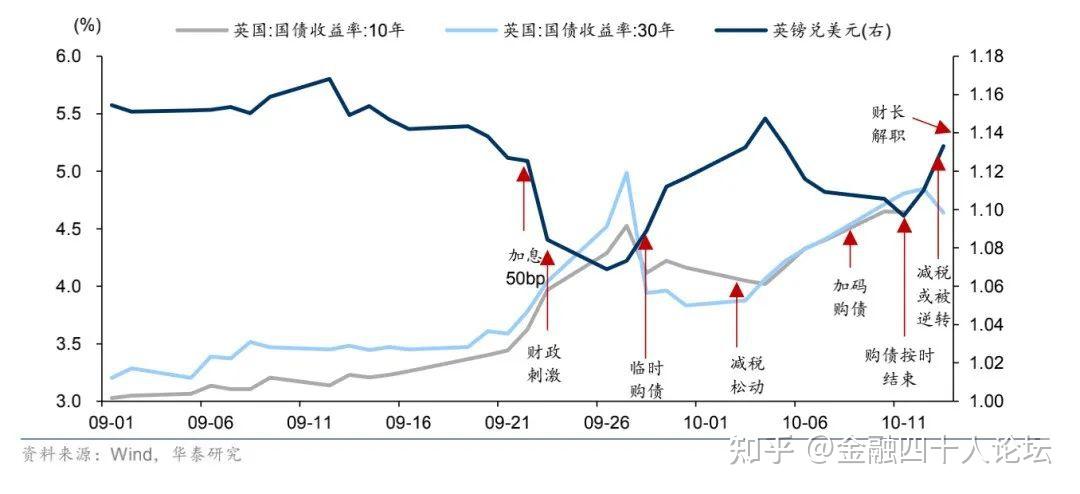 (%)
英国:国债收益率:10年
英国:国债收益率:30年
英镑兑美元(右)
6.0
5.5
5.0
4.5
4.0
3.5
3.0
1.18
1.16
1.14
1.12
1.10
1.08
1.06
1.04
1.02
1.00
加息
50bp
财政
刺激
临时
购债
减税
松动
加码
购债
购债按时
结束
减税
或被
逆转
财长
解职
09-01
09-06
09-11
09-16
09-21
09-26
10-01
10-06
10-11
资料来源：Wind，华泰研究
知乎 @金融四十人论坛